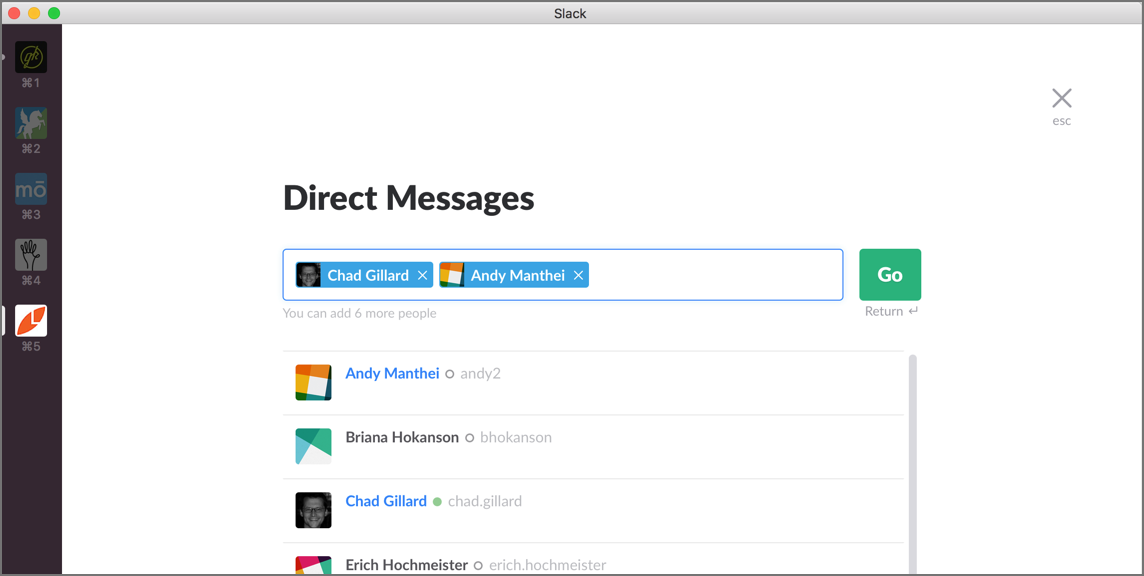 Slack
gk
⌘1
⌘2
mō
⌘3
⌘4
⌘5
esc
Direct Messages
Chad Gillard × Andy Manthei ×
Go
You can add 6 more people
Return ↵
Andy Manthei andy2
Briana Hokanson bhokanson
Chad Gillard chad.gillard
Erich Hochmeister erich.hochmeister